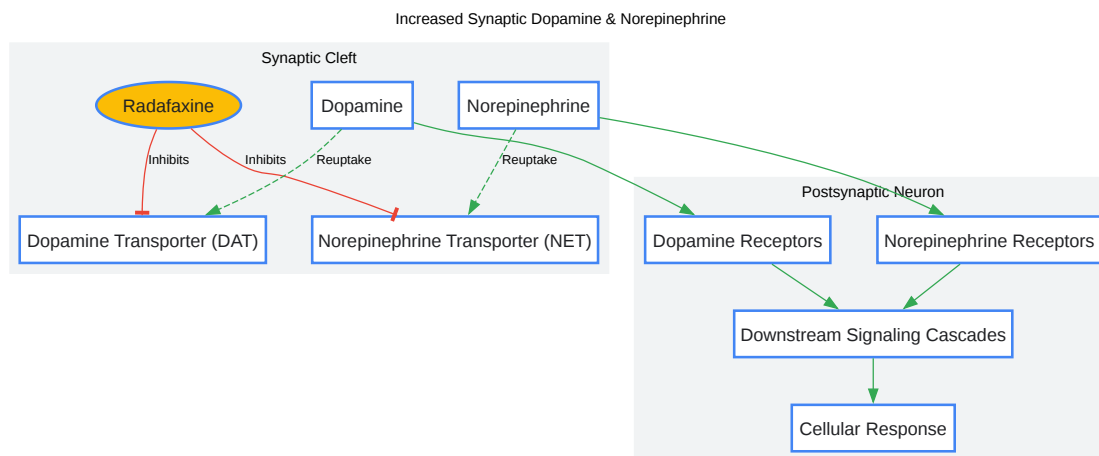 Increased Synaptic Dopamine & Norepinephrine
Synaptic Cleft
Radafaxine
Dopamine
Norepinephrine
Inhibits
Inhibits
Reuptake
Reuptake
Postsynaptic Neuron
Dopamine Transporter (DAT)
Norepinephrine Transporter (NET)
Dopamine Receptors
Norepinephrine Receptors
Downstream Signaling Cascades
Cellular Response